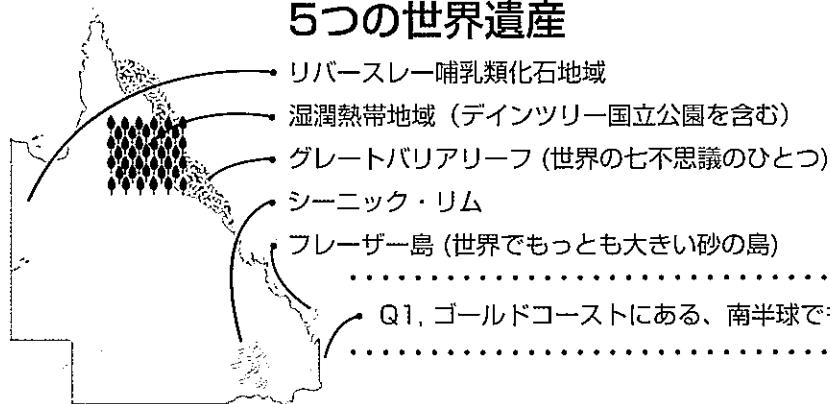 5つの世界遺産
リバースレー哺乳類化石地域
湿潤熱帯地域（デインツリー国立公園を含む）
グレートバリアリーフ (世界の七不思議のひとつ)
シーニック・リム
フレーザー島 (世界でもっとも大きい砂の島)
Q1, ゴールドコーストにある、南半球で